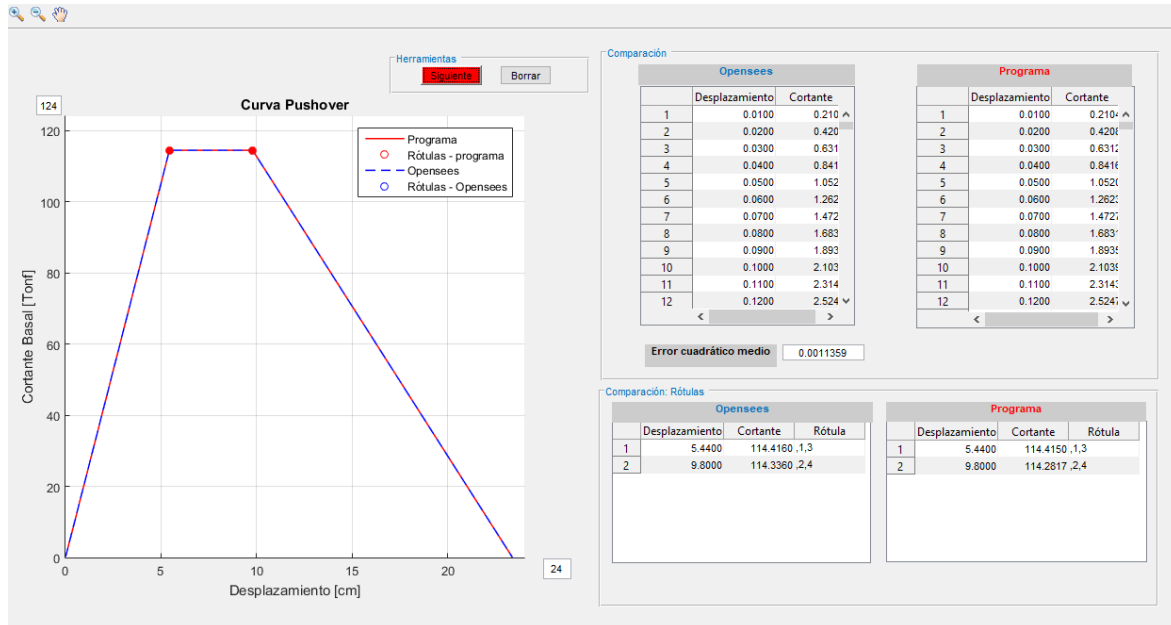 Herramientas
Siguiente Borrar
124
Curva Pushover
Programa
Rótulas - programa
Opensees
Rótulas - Opensees
120
100
80
60
40
20
0
Cortante Basal [Tonf]
0 5 10 15 20
24
Desplazamiento [cm]
Comparación
Opensees
Desplazamiento Cortante
1 0.0100 0.210
2 0.0200 0.420
3 0.0300 0.631
4 0.0400 0.841
5 0.0500 1.052
6 0.0600 1.262
7 0.0700 1.472
8 0.0800 1.683
9 0.0900 1.893
10 0.1000 2.103
11 0.1100 2.314
12 0.1200 2.524
Programa
Desplazamiento Cortante
1 0.0100 0.2104
2 0.0200 0.4208
3 0.0300 0.6312
4 0.0400 0.8416
5 0.0500 1.0520
6 0.0600 1.2623
7 0.0700 1.4727
8 0.0800 1.6831
9 0.0900 1.8935
10 0.1000 2.1039
11 0.1100 2.3143
12 0.1200 2.5247
Error cuadrático medio 0.0011359
Comparación: Rótulas
Opensees
Desplazamiento Cortante Rótula
1 5.4400 114.4160 ,1,3
2 9.8000 114.3360 ,2,4
Programa
Desplazamiento Cortante Rótula
1 5.4400 114.4150 ,1,3
2 9.8000 114.2817 ,2,4